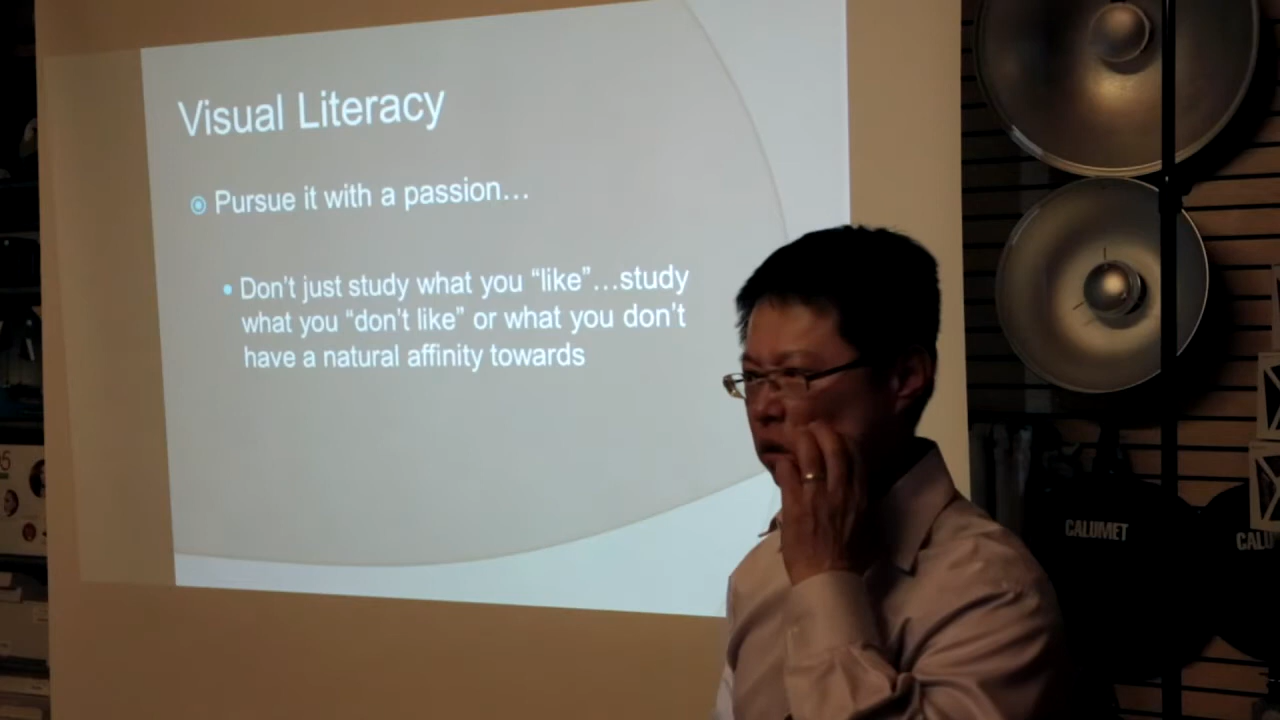 Visual Literacy
Pursue it with a passion…
Don't just study what you “like”…study
what you “don't like” or what you don't
have a natural affinity towards
CALUMET
CALU